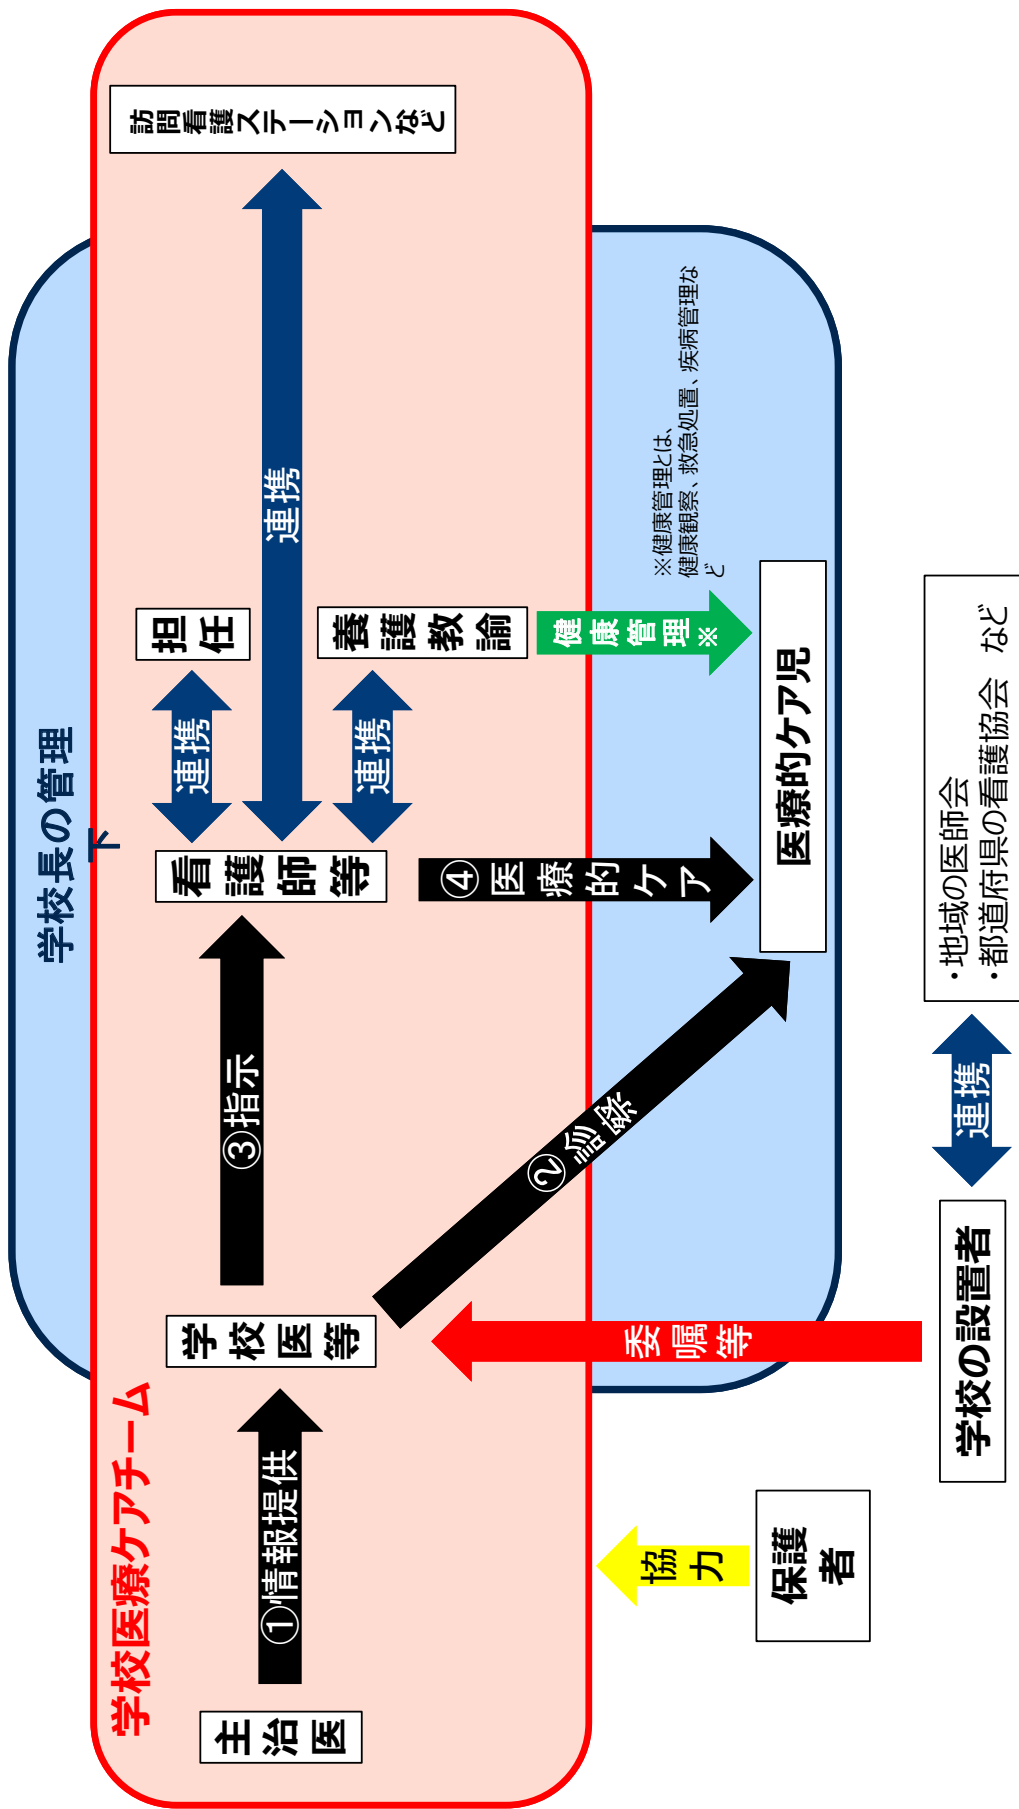 学校長の管理
下
学校医療ケアチーム
主治
医
①情報提供
学校
医等
③指示
看護
師等
連携
担
任
連携
訪問
看護ステーションなど
連携
養護
教諭
②診察
④医療
的ケ
ア
健康
管理
※
※健康管理とは、
健康観察、救急処置、疾病管理な
ど
医療的ケア児
協
力
保護
者
委嘱
等
学校の設置者
連携
・地域の医師会
・都道府県の看護協会 など